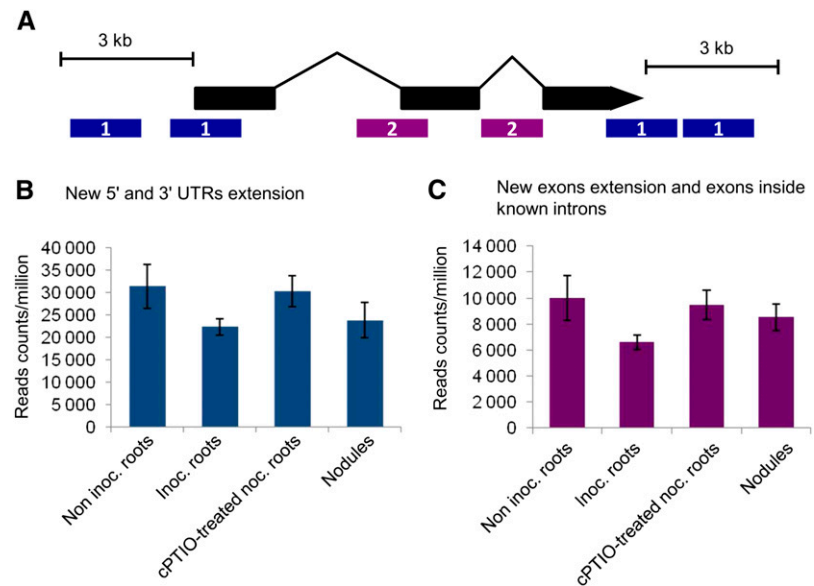 A
3 kb
3 kb
1
1
2
2
1
1
B
New 5' and 3' UTRs extension
Reads counts/million
40 000
35 000
30 000
25 000
20 000
15 000
10 000
5 000
0
Non inoc. roots
Inoc. roots
cPTIO-treated noc. roots
Nodules
C
New exons extension and exons inside
known introns
Reads counts/million
14 000
12 000
10 000
8 000
6 000
4 000
2 000
0
Non inoc. roots
Inoc. roots
cPTIO-treated noc. roots
Nodules